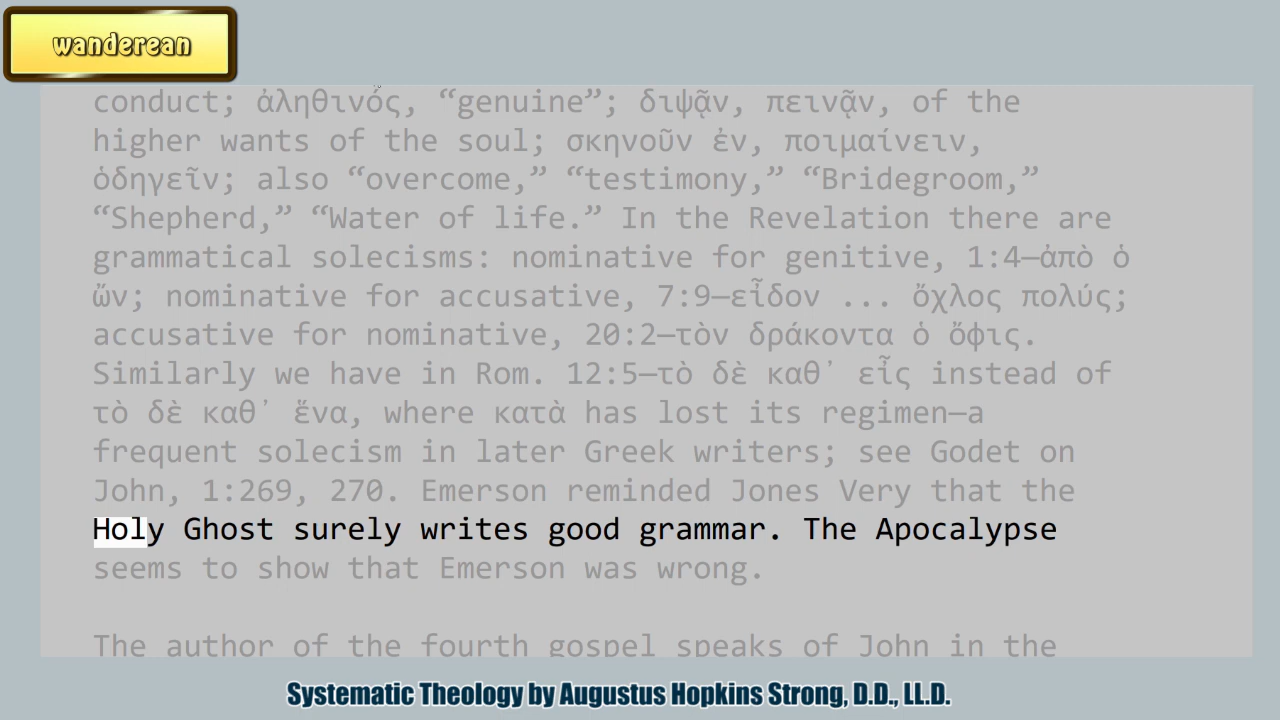 wanderean
conduct; ἀληθινός, “genuine”; διψᾷν, πεινᾷν, of the
higher wants of the soul; σκηνοῦν ἐν, ποιμαίνειν,
ὁδηγεῖν; also “overcome,” “testimony,” “Bridegroom,”
“Shepherd,” “Water of life.” In the Revelation there are
grammatical solecisms: nominative for genitive, 1:4—ἀπὸ ὁ
ὤν; nominative for accusative, 7:9—εἶδον ... ὄχλος πολύς;
accusative for nominative, 20:2—τὸν δράκοντα ὁ ὄφις.
Similarly we have in Rom. 12:5—τὸ δὲ καθ᾽ εἷς instead of
τὸ δὲ καθ᾽ ἕνα, where κατὰ has lost its regimen—a
frequent solecism in later Greek writers; see Godet on
John, 1:269, 270. Emerson reminded Jones Very that the
Holy Ghost surely writes good grammar. The Apocalypse
seems to show that Emerson was wrong.
The author of the fourth gospel speaks of John in the
Systematic Theology by Augustus Hopkins Strong, D.D., LL.D.